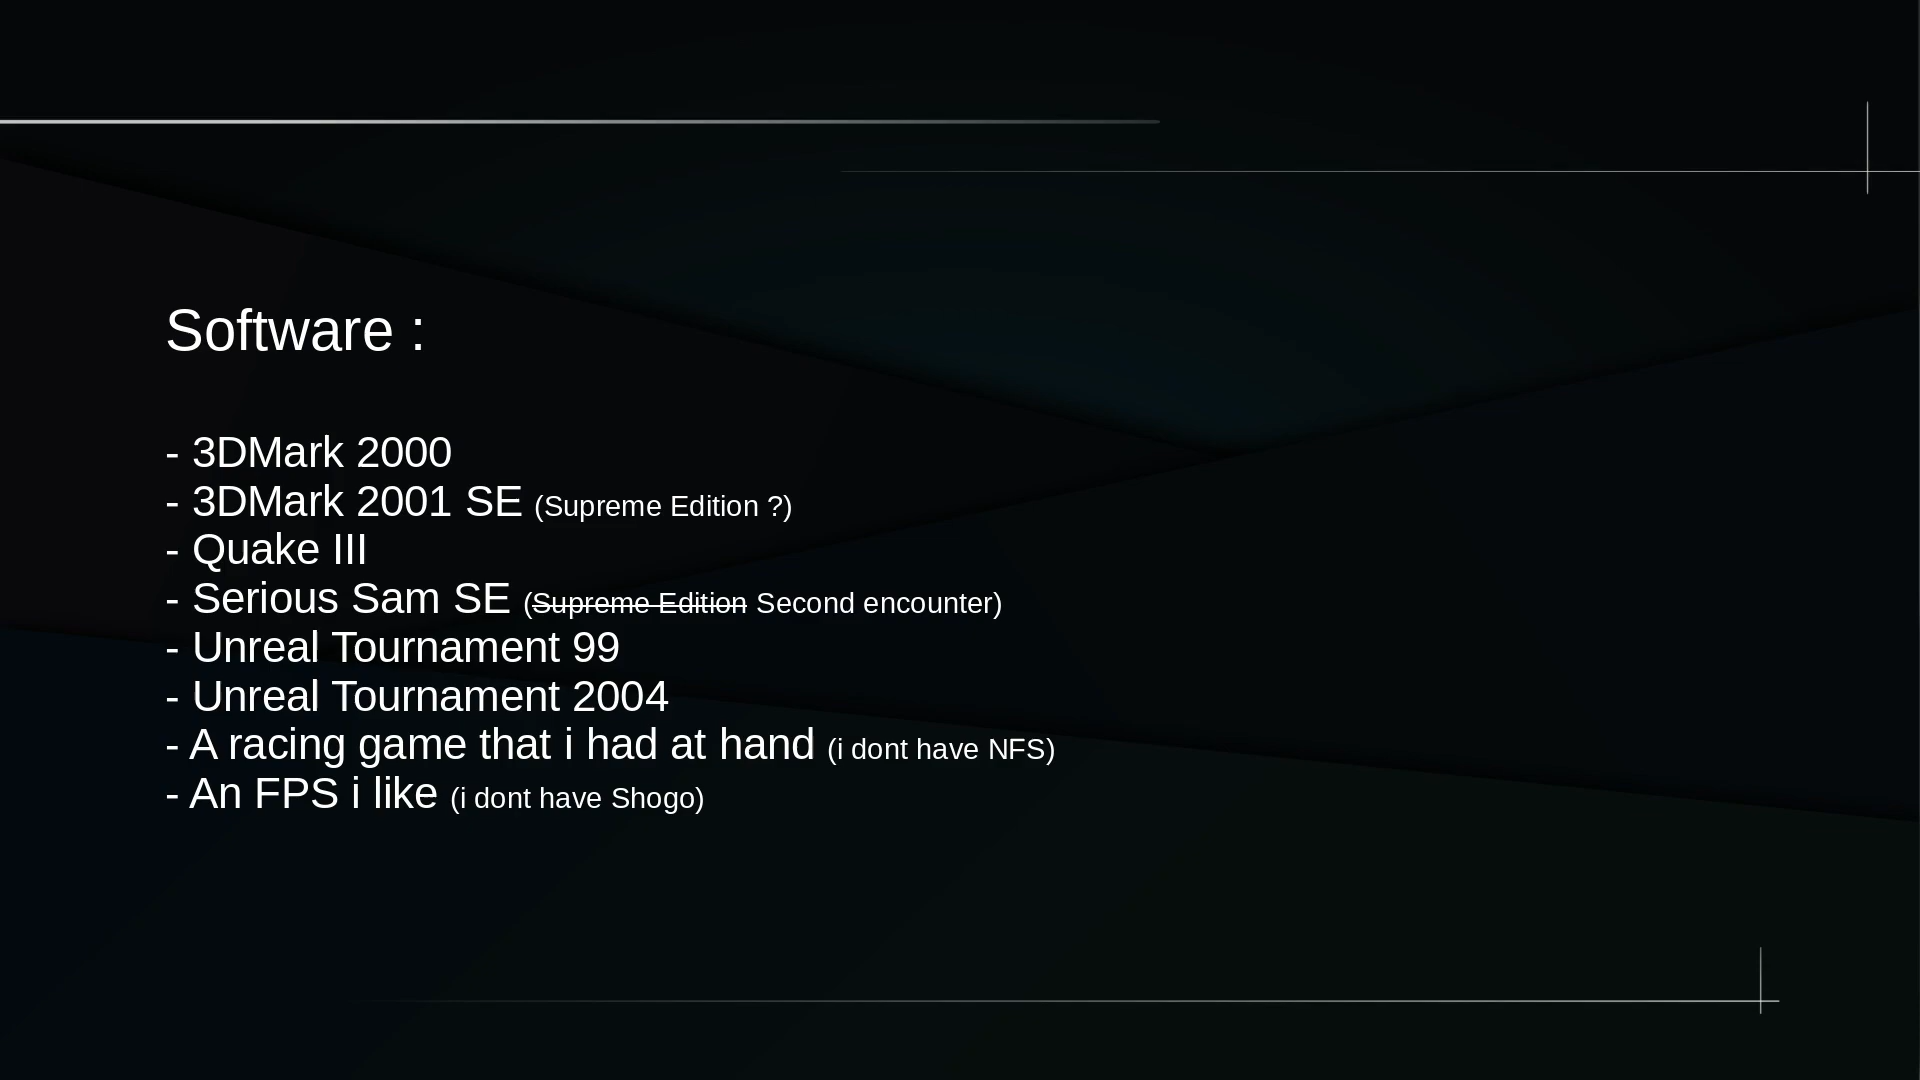 Software :
- 3DMark 2000
- 3DMark 2001 SE (Supreme Edition ?)
- Quake III
- Serious Sam SE (Supreme Edition Second encounter)
- Unreal Tournament 99
- Unreal Tournament 2004
- A racing game that i had at hand (i dont have NFS)
- An FPS i like (i dont have Shogo)